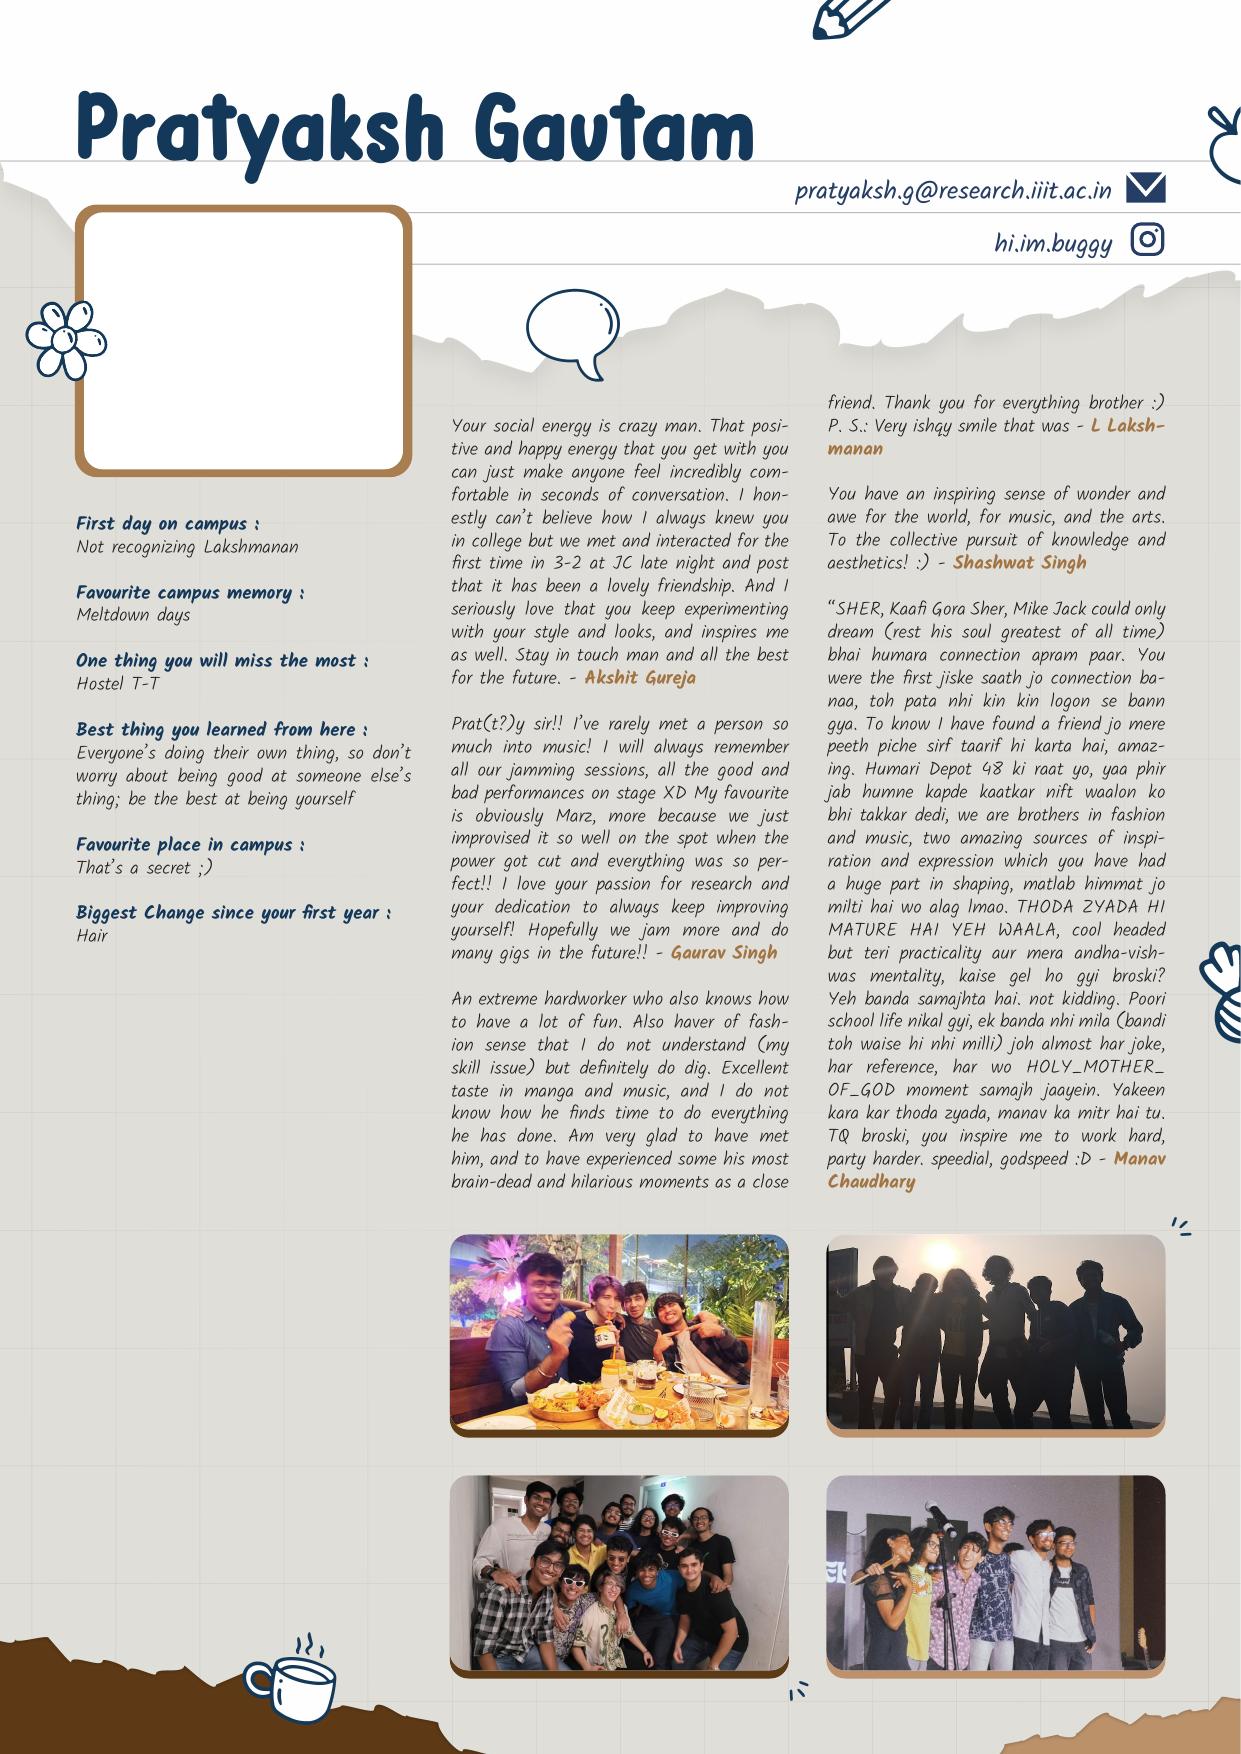 Pratyaksh Gautam
pratyaksh.g@research.iiit.ac.in
hi.im.buggy
First day on campus :
Not recognizing Lakshmanan
Favourite campus memory :
Meltdown days
One thing you will miss the most :
Hostel T-T
Best thing you learned from here :
Everyone's doing their own thing, so don't
worry about being good at someone else's
thing; be the best at being yourself
Favourite place in campus :
That's a secret ;)
Biggest Change since your first year :
Hair
Your social energy is crazy man. That posi-
tive and happy energy that you get with you
can just make anyone feel incredibly com-
fortable in seconds of conversation. I hon-
estly can't believe how I always knew you
in college but we met and interacted for the
first time in 3-2 at JC late night and post
that it has been a lovely friendship. And I
seriously love that you keep experimenting
with your style and looks, and inspires me
as well. Stay in touch man and all the best
for the future. - Akshit Gureja
Prat(t?)y sir!! I've rarely met a person so
much into music! I will always remember
all our jamming sessions, all the good and
bad performances on stage XD My favourite
is obviously Marz, more because we just
improvised it so well on the spot when the
power got cut and everything was so per-
fect!! I love your passion for research and
your dedication to always keep improving
yourself! Hopefully we jam more and do
many gigs in the future!! - Gaurav Singh
An extreme hardworker who also knows how
to have a lot of fun. Also haver of fash-
ion sense that I do not understand (my
skill issue) but definitely do dig. Excellent
taste in manga and music, and I do not
know how he finds time to do everything
he has done. Am very glad to have met
him, and to have experienced some his most
brain-dead and hilarious moments as a close
friend. Thank you for everything brother :)
P. S.: Very ishqy smile that was - L Laksh-
manan
You have an inspiring sense of wonder and
awe for the world, for music, and the arts.
To the collective pursuit of knowledge and
aesthetics! :) - Shashwat Singh
“SHER, Kaafi Gora Sher, Mike Jack could only
dream (rest his soul greatest of all time)
bhai humara connection apram paar. You
were the first jiske saath jo connection ba-
naa, toh pata nhi kin kin logon se bann
gya. To know I have found a friend jo mere
peeth piche sirf taarif hi karta hai, amaz-
ing. Humari Depot 48 ki raat yo, yaa phir
jab humne kapde kaatkar nift waalon ko
bhi takkar dedi, we are brothers in fashion
and music, two amazing sources of inspi-
ration and expression which you have had
a huge part in shaping, matlab himmat jo
milti hai wo alag lmao. THODA ZYADA HI
MATURE HAI YEH WAALA, cool headed
but teri practicality aur mera andha-vish-
was mentality, kaise gel ho gyi broski?
Yeh banda samajhta hai. not kidding. Poori
school life nikal gyi, ek banda nhi mila (bandi
toh waise hi nhi milli) joh almost har joke,
har reference, har wo HOLY_MOTHER_
OF_GOD moment samajh jaayein. Yakeen
kara kar thoda zyada, manav ka mitr hai tu.
TQ broski, you inspire me to work hard,
party harder. speedial, godspeed :D - Manav
Chaudhary